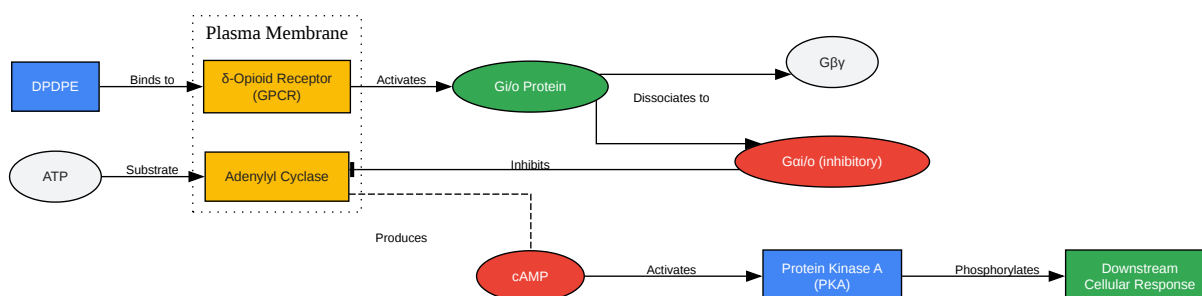 Plasma Membrane
DPDPE
Binds to
δ-Opioid Receptor
(GPCR)
Activates
Gi/o Protein
Gβγ
Dissociates to
ATP
Substrate
Adenylyl Cyclase
Inhibits
Gαi/o (inhibitory)
Produces
cAMP
Activates
Protein Kinase A
(PKA)
Phosphorylates
Downstream
Cellular Response